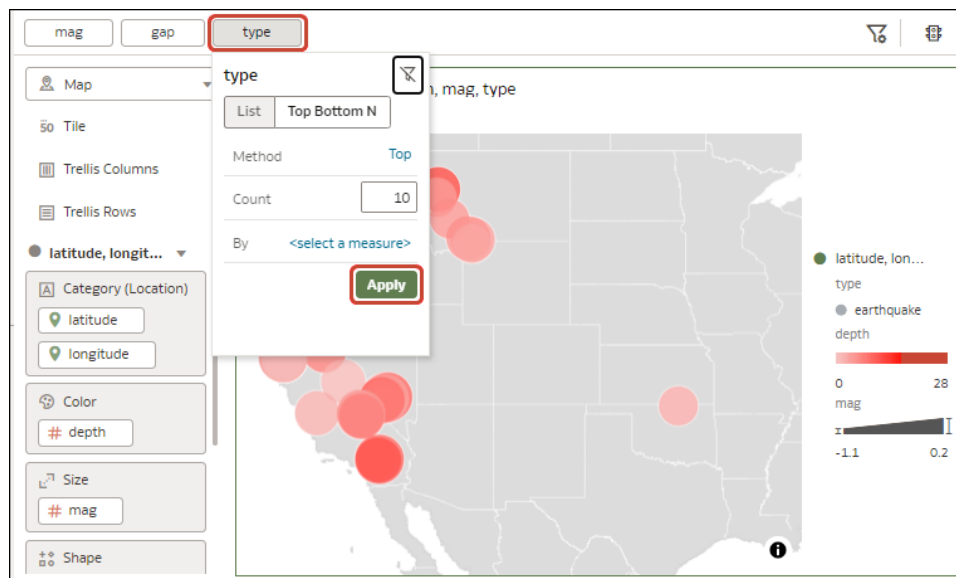 mag gap type
type
List Top Bottom N
Method Top
Count 10
By <select a measure>
Apply
Map
50 Tile
Trellis Columns
Trellis Rows
latitude, longit...
A Category (Location)
latitude
longitude
Color
# depth
Size
# mag
Shape
, mag, type
latitude, lon...
type
earthquake
depth
0 28
mag
-1.1 0.2